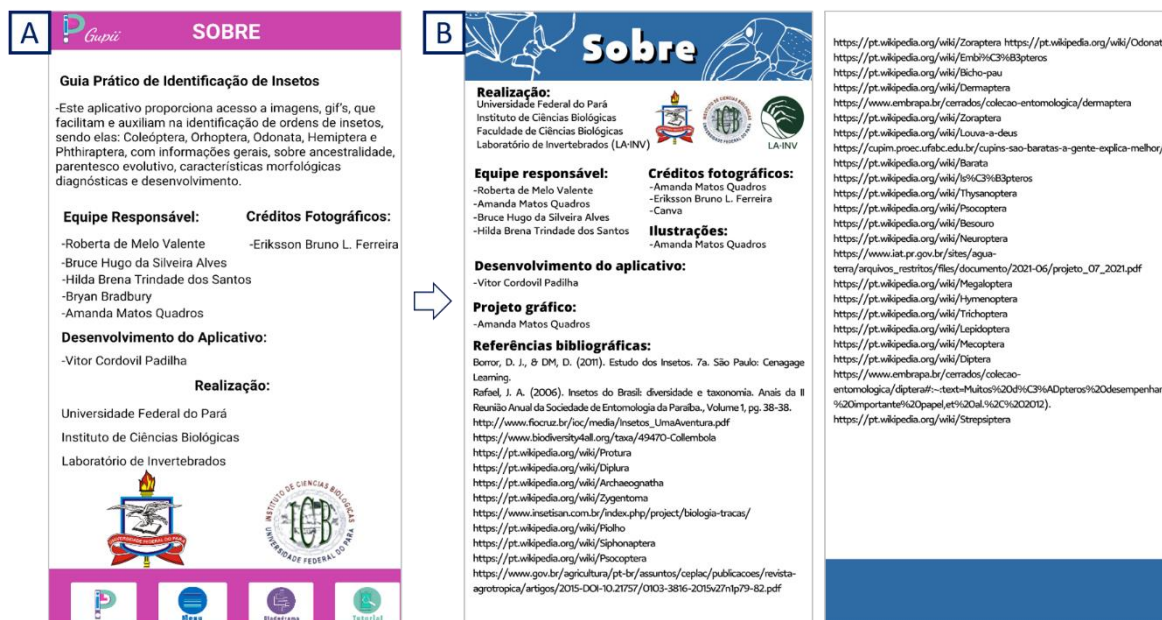 A
Gupii
SOBRE
Guia Prático de Identificação de Insetos
-Este aplicativo proporciona acesso a imagens, gif's, que
facilitam e auxiliam na identificação de ordens de insetos,
sendo elas: Coleóptera, Orhoptera, Odonata, Hemiptera e
Phthiraptera, com informações gerais, sobre ancestralidade,
parentesco evolutivo, características morfológicas
diagnósticas e desenvolvimento.
Equipe Responsável:
-Roberta de Melo Valente
-Bruce Hugo da Silveira Alves
-Hilda Brena Trindade dos Santos
-Bryan Bradbury
-Amanda Matos Quadros
Créditos Fotográficos:
-Eriksson Bruno L. Ferreira
Desenvolvimento do Aplicativo:
-Vitor Cordovil Padilha
Realização:
Universidade Federal do Pará
Instituto de Ciências Biológicas
Laboratório de Invertebrados
UNIVERSIDADE FEDERAL DO PARÁ
INSTITUTO DE CIENCIAS BIOLOGICAS
ICB
UNIVERSIDADE FEDERAL DO PARÁ
Menu
Cladograma
Tutorial
B
Sobre
Realização:
Universidade Federal do Pará
Instituto de Ciências Biológicas
Faculdade de Ciências Biológicas
Laboratório de Invertebrados (LA-INV)
ICB
LA-INV
Equipe responsável:
-Roberta de Melo Valente
-Amanda Matos Quadros
-Bruce Hugo da Silveira Alves
-Hilda Brena Trindade dos Santos
Créditos fotográficos:
-Amanda Matos Quadros
-Eriksson Bruno L. Ferreira
-Canva
Ilustrações:
-Amanda Matos Quadros
Desenvolvimento do aplicativo:
-Vitor Cordovil Padilha
Projeto gráfico:
-Amanda Matos Quadros
Referências bibliográficas:
Borror, D. J., & DM, D. (2011). Estudo dos Insetos. 7a. São Paulo: Cenagage
Learning.
Rafael, J. A. (2006). Insetos do Brasil: diversidade e taxonomia. Anais da II
Reunião Anual da Sociedade de Entomologia da Paraíba., Volume 1, pg. 38-38.
http://www.fiocruz.br/ioc/media/Insetos_UmaAventura.pdf
https://www.biodiversity4all.org/taxa/49470-Collembola
https://pt.wikipedia.org/wiki/Protura
https://pt.wikipedia.org/wiki/Diplura
https://pt.wikipedia.org/wiki/Archaeognatha
https://pt.wikipedia.org/wiki/Zygentoma
https://www.insetisan.com.br/index.php/project/biologia-tracas/
https://pt.wikipedia.org/wiki/Piolho
https://pt.wikipedia.org/wiki/Siphonaptera
https://pt.wikipedia.org/wiki/Psocoptera
https://www.gov.br/agricultura/pt-br/assuntos/ceplac/publicacoes/revista-
agrotropica/artigos/2015-DOI-10.21757/0103-3816-2015v27n1p79-82.pdf
https://pt.wikipedia.org/wiki/Zoraptera https://pt.wikipedia.org/wiki/Odonat
https://pt.wikipedia.org/wiki/Embi%C3%B3pteros
https://pt.wikipedia.org/wiki/Bicho-pau
https://pt.wikipedia.org/wiki/Dermaptera
https://www.embrapa.br/cerrados/colecao-entomologica/dermaptera
https://pt.wikipedia.org/wiki/Zoraptera
https://pt.wikipedia.org/wiki/Louva-a-deus
https://cupim.proec.ufabc.edu.br/cupins-sao-baratas-a-gente-explica-melhor/
https://pt.wikipedia.org/wiki/Barata
https://pt.wikipedia.org/wiki/Is%C3%B3pteros
https://pt.wikipedia.org/wiki/Thysanoptera
https://pt.wikipedia.org/wiki/Psocoptera
https://pt.wikipedia.org/wiki/Besouro
https://pt.wikipedia.org/wiki/Neuroptera
https://www.iat.pr.gov.br/sites/agua-
terra/arquivos_restritos/files/documento/2021-06/projeto_07_2021.pdf
https://pt.wikipedia.org/wiki/Megaloptera
https://pt.wikipedia.org/wiki/Hymenoptera
https://pt.wikipedia.org/wiki/Trichoptera
https://pt.wikipedia.org/wiki/Lepidoptera
https://pt.wikipedia.org/wiki/Mecoptera
https://pt.wikipedia.org/wiki/Diptera
https://www.embrapa.br/cerrados/colecao-
entomologica/diptera#:~:text=Muitos%20d%C3%ADpteros%20desempenhar
%20importante%20papel,et%20al.%2C%202012).
https://pt.wikipedia.org/wiki/Strepsiptera